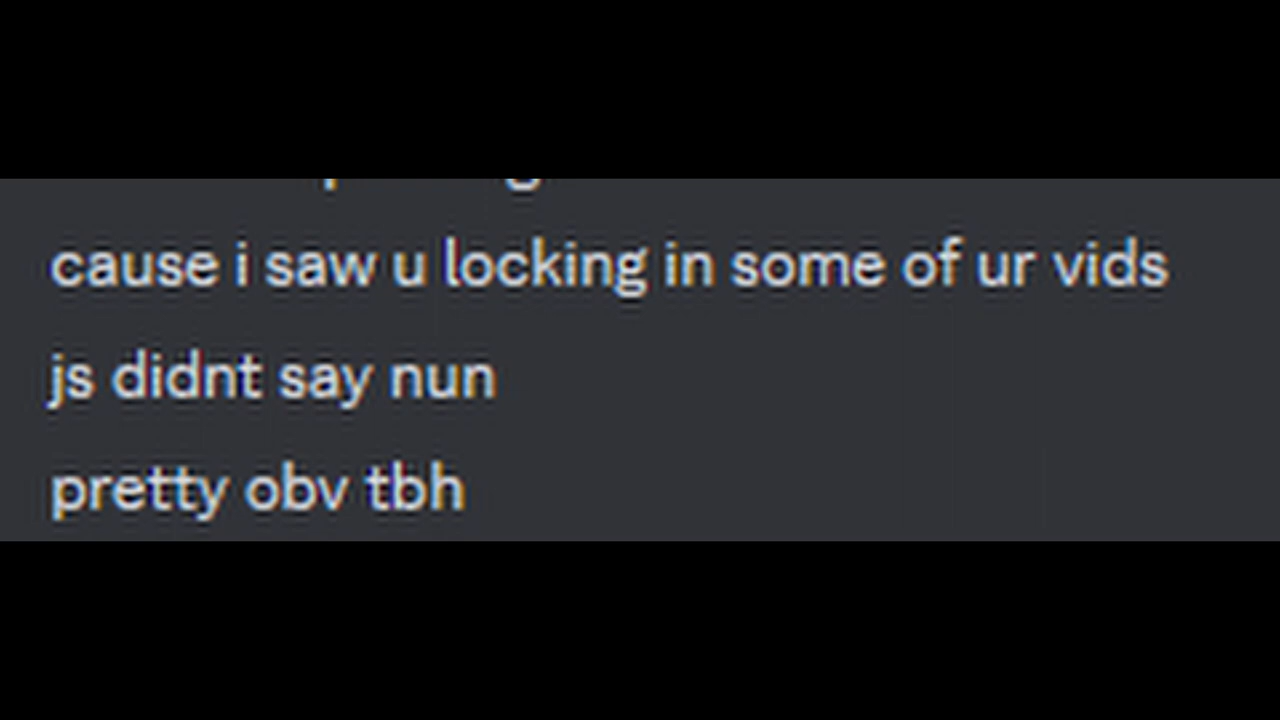 cause i saw u locking in some of ur vids
js didnt say nun
pretty obv tbh